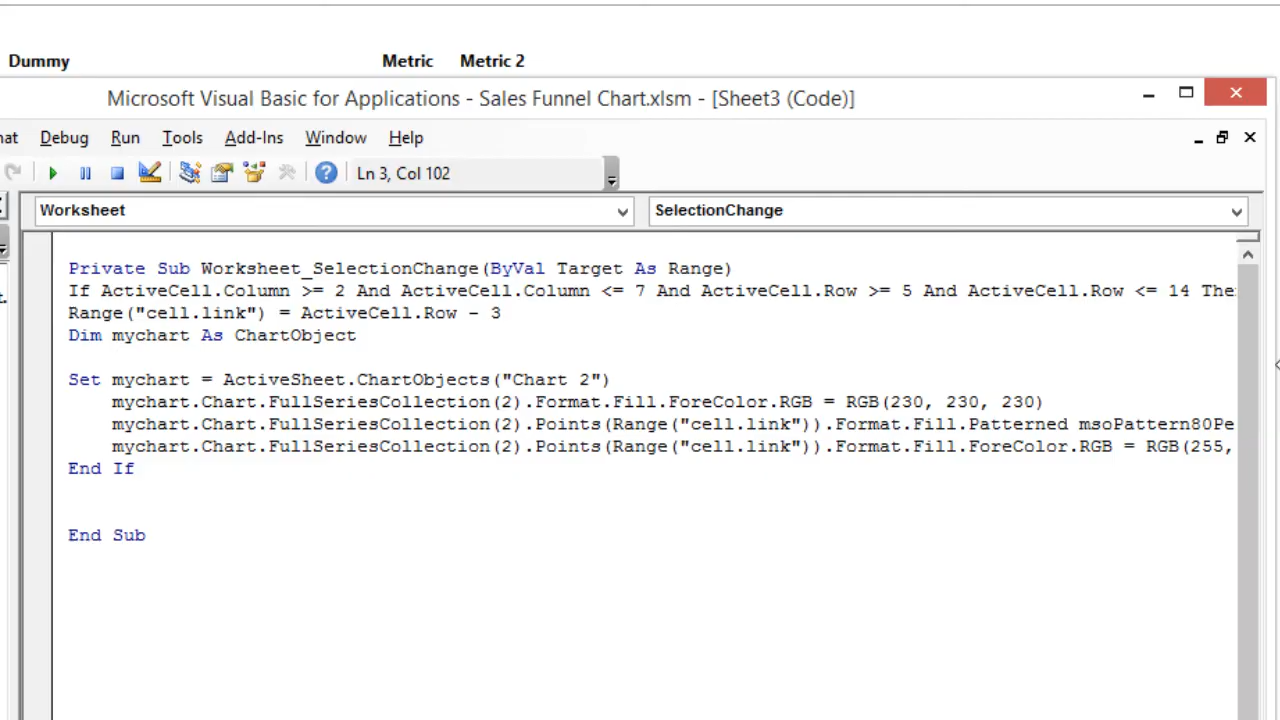 Dummy Metric Metric 2
Microsoft Visual Basic for Applications - Sales Funnel Chart.xlsm - [Sheet3 (Code)]
Debug Run Tools Add-Ins Window Help
Ln 3, Col 102
Worksheet SelectionChange
Private Sub Worksheet_SelectionChange(ByVal Target As Range)
If ActiveCell.Column >= 2 And ActiveCell.Column <= 7 And ActiveCell.Row >= 5 And ActiveCell.Row <= 14 The
Range("cell.link") = ActiveCell.Row - 3
Dim mychart As ChartObject
Set mychart = ActiveSheet.ChartObjects("Chart 2")
mychart.Chart.FullSeriesCollection(2).Format.Fill.ForeColor.RGB = RGB(230, 230, 230)
mychart.Chart.FullSeriesCollection(2).Points(Range("cell.link")).Format.Fill.Patterned msoPattern80Pe
mychart.Chart.FullSeriesCollection(2).Points(Range("cell.link")).Format.Fill.ForeColor.RGB = RGB(255,
End If
End Sub